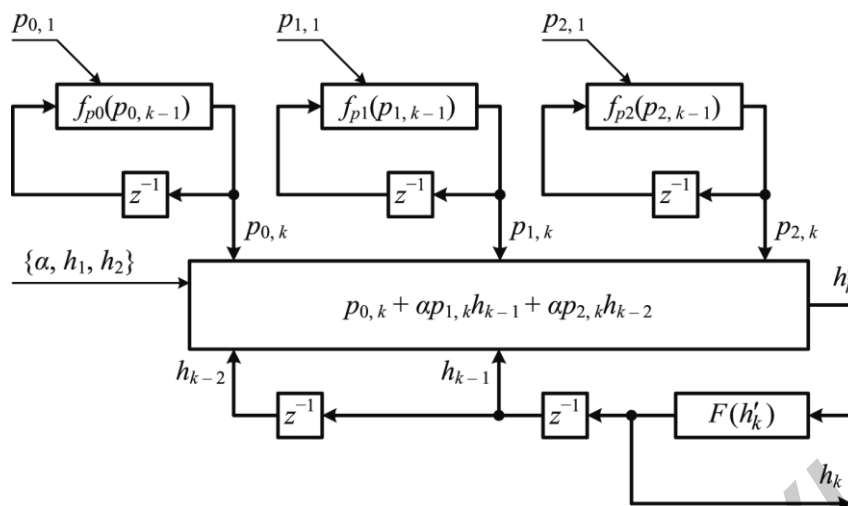 p0, 1 p1, 1 p2, 1
fp0(p0, k−1) fp1(p1, k−1) fp2(p2, k−1)
z−1 z−1 z−1
p0, k p1, k p2, k
{α, h1, h2}
p0, k + αp1, khk−1 + αp2, khk−2
hk−2 hk−1
z−1 z−1 F(h′k)
hk